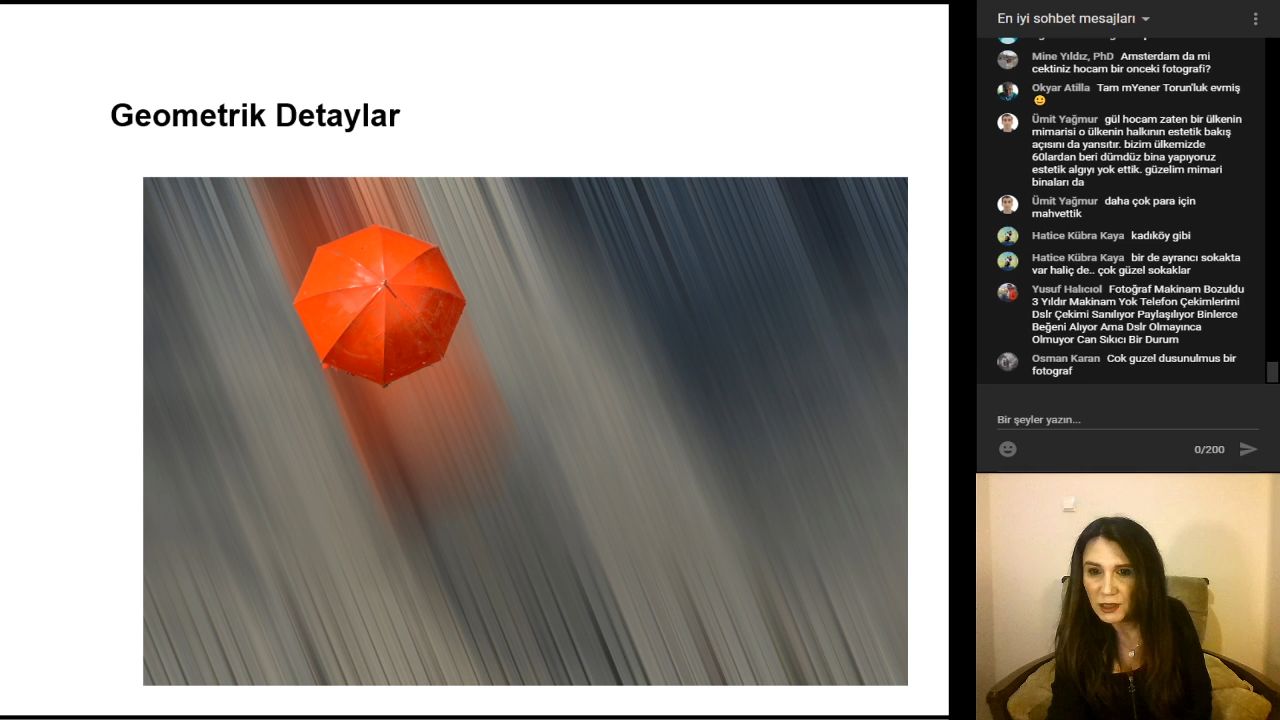 Geometrik Detaylar
En iyi sohbet mesajları
Mine Yıldız, PhD Amsterdam da mi
cektiniz hocam bir onceki fotografi?
Okyar Atilla Tam mYener Torun'luk evmiş
Ümit Yağmur gül hocam zaten bir ülkenin
mimarisi o ülkenin halkının estetik bakış
açısını da yansıtır. bizim ülkemizde
60lardan beri dümdüz bina yapıyoruz
estetik algıyı yok ettik. güzelim mimari
binaları da
Ümit Yağmur daha çok para için
mahvettik
Hatice Kübra Kaya kadıköy gibi
Hatice Kübra Kaya bir de ayrancı sokakta
var haliç de.. çok güzel sokaklar
Yusuf Halıcıol Fotoğraf Makinam Bozuldu
3 Yıldır Makinam Yok Telefon Çekimlerimi
Dslr Çekimi Sanılıyor Paylaşılıyor Binlerce
Beğeni Alıyor Ama Dslr Olmayınca
Olmuyor Can Sıkıcı Bir Durum
Osman Karan Cok guzel dusunulmus bir
fotograf
Bir şeyler yazın...
0/200